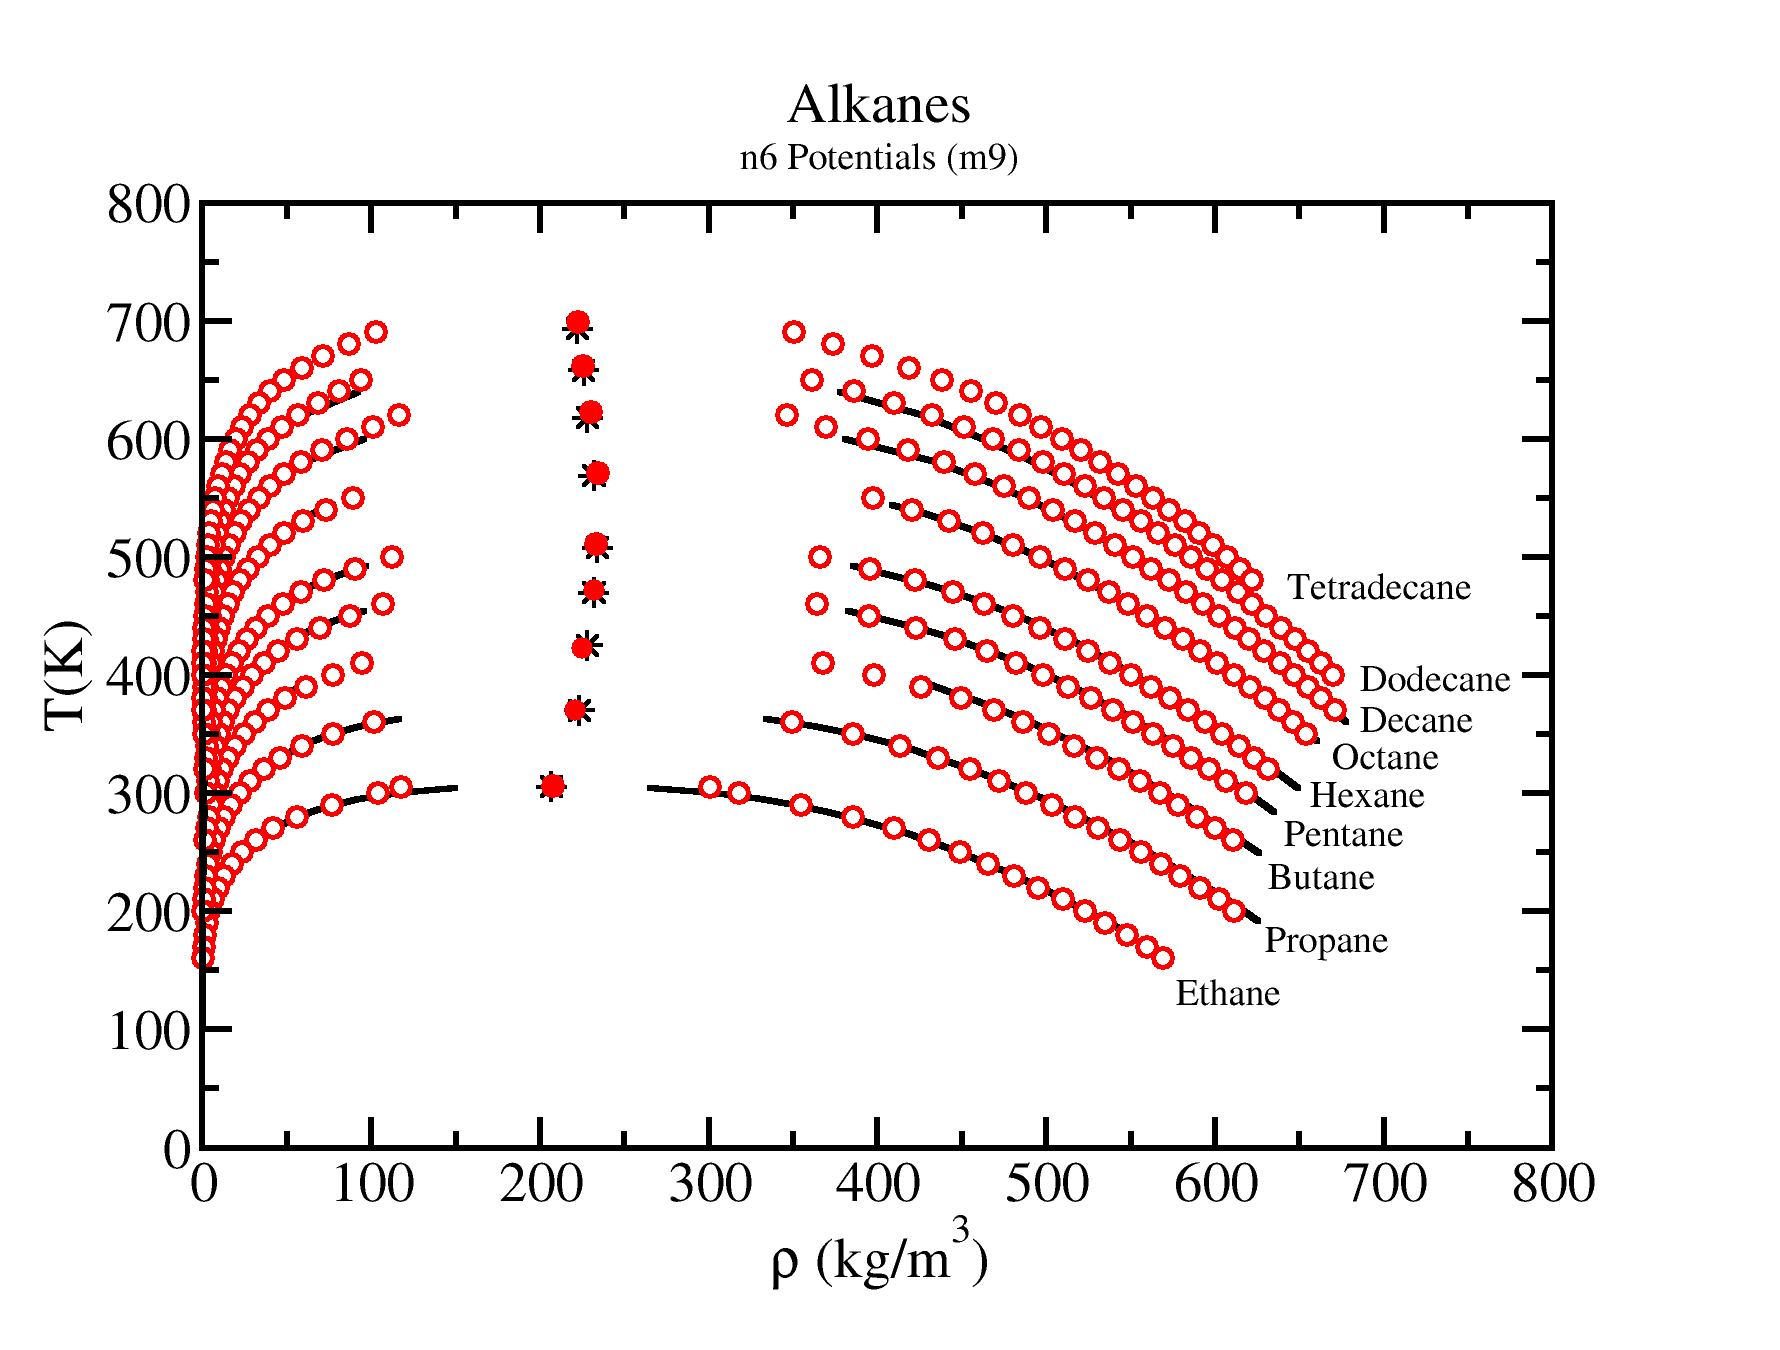 Alkanes
n6 Potentials (m9)
800
700
600
500
400
300
200
100
0
T(K)
Tetradecane
Dodecane
Decane
Octane
Hexane
Pentane
Butane
Propane
Ethane
0 100 200 300 400 500 600 700 800
ρ (kg/m³)